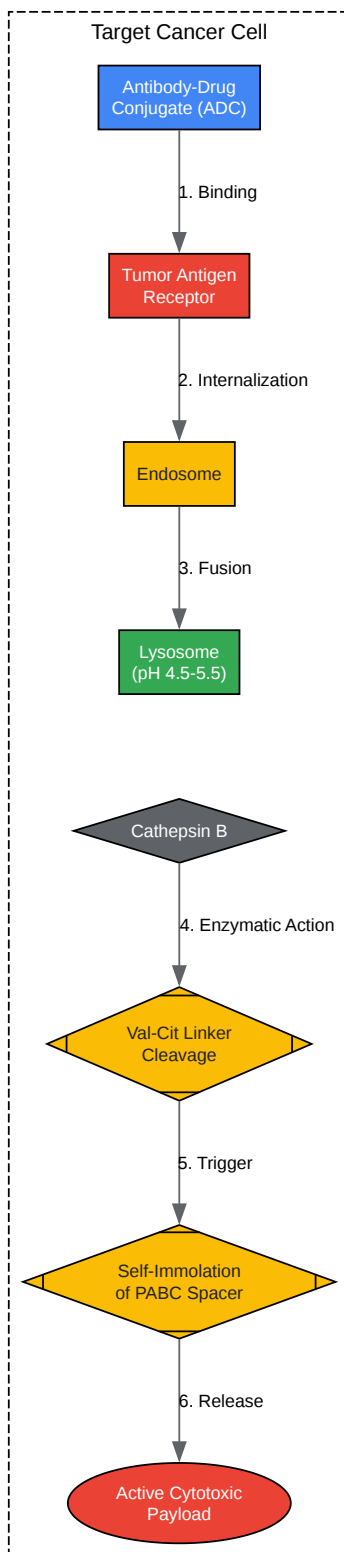 Target Cancer Cell
Antibody-Drug
Conjugate (ADC)
1. Binding
Tumor Antigen
Receptor
2. Internalization
Endosome
3. Fusion
Lysosome
(pH 4.5-5.5)
Cathepsin B
4. Enzymatic Action
Val-Cit Linker
Cleavage
5. Trigger
Self-Immolation
of PABC Spacer
6. Release
Active Cytotoxic
Payload